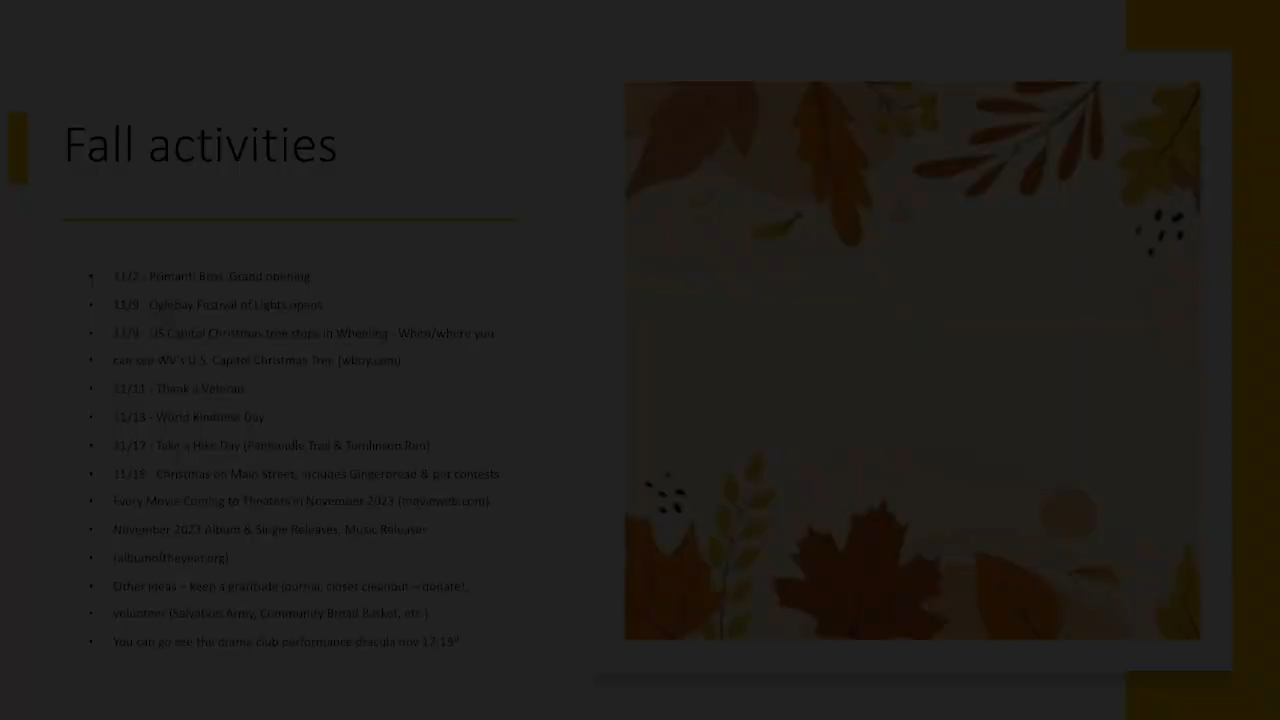 Fall activities
• 11/2 - Primanti Bros. Grand opening
• 11/9 - Oglebay Festival of Lights opens
• 11/9 - US Capitol Christmas tree stops in Wheeling - When/where you
• can see WV's U.S. Capitol Christmas Tree (wboy.com)
• 11/11 - Thank a Veteran
• 11/13 - World Kindness Day
• 11/17 - Take a Hike Day (Panhandle Trail & Tomlinson Run)
• 11/18 - Christmas on Main Street, includes Gingerbread & pet contests
• Every Movie Coming to Theaters in November 2023 (movieweb.com)
• November 2023 Album & Single Releases, Music Releases
• (albumoftheyear.org)
• Other ideas – Keep a gratitude journal, closet cleanout – donate!,
• volunteer (Salvation Army, Community Bread Basket, etc.)
• You can go see the drama club performance dracula nov 17-19th